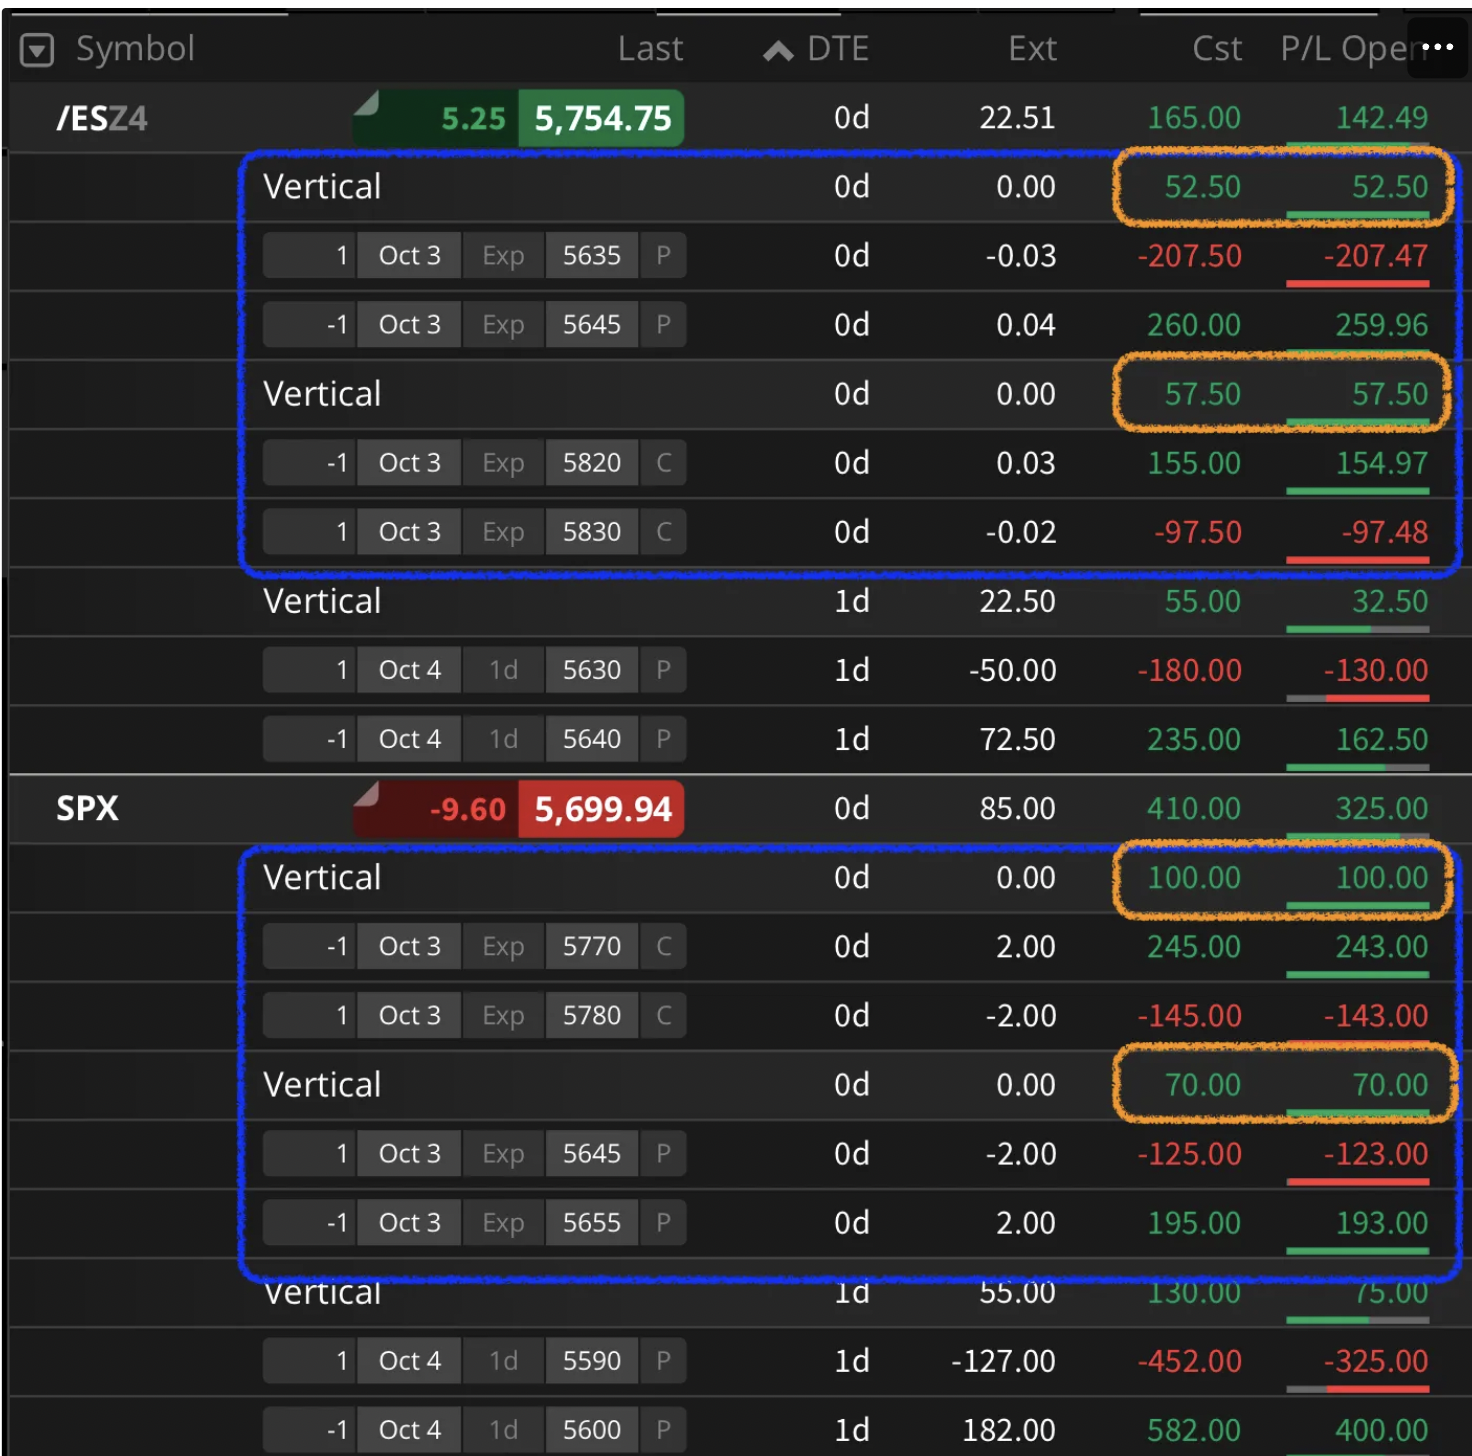 Symbol Last DTE Ext Cst P/L Open
/ESZ4 5.25 5,754.75 0d 22.51 165.00 142.49
Vertical 0d 0.00 52.50 52.50
1 Oct 3 Exp 5635 P 0d -0.03 -207.50 -207.47
-1 Oct 3 Exp 5645 P 0d 0.04 260.00 259.96
Vertical 0d 0.00 57.50 57.50
-1 Oct 3 Exp 5820 C 0d 0.03 155.00 154.97
1 Oct 3 Exp 5830 C 0d -0.02 -97.50 -97.48
Vertical 1d 22.50 55.00 32.50
1 Oct 4 1d 5630 P 1d -50.00 -180.00 -130.00
-1 Oct 4 1d 5640 P 1d 72.50 235.00 162.50
SPX -9.60 5,699.94 0d 85.00 410.00 325.00
Vertical 0d 0.00 100.00 100.00
-1 Oct 3 Exp 5770 C 0d 2.00 245.00 243.00
1 Oct 3 Exp 5780 C 0d -2.00 -145.00 -143.00
Vertical 0d 0.00 70.00 70.00
1 Oct 3 Exp 5645 P 0d -2.00 -125.00 -123.00
-1 Oct 3 Exp 5655 P 0d 2.00 195.00 193.00
Vertical 1d 55.00 130.00 75.00
1 Oct 4 1d 5590 P 1d -127.00 -452.00 -325.00
-1 Oct 4 1d 5600 P 1d 182.00 582.00 400.00